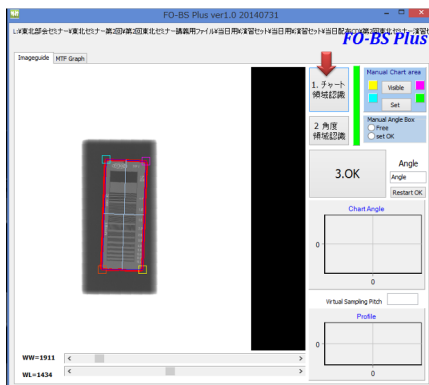 FO-BS Plus ver1.0 20140731
FO-BS Plus
Imageguide
MTF Graph
1. チャート
領域認識
Manual Chart area
Visible
Set
2 角度
領域認識
Manual Angle Box
Free
set OK
3.OK
Angle
Angle
Restart OK
Chart Angle
0
0
Virtual Sampling Pitch
Profile
0
0
WW=1911
WL=1434